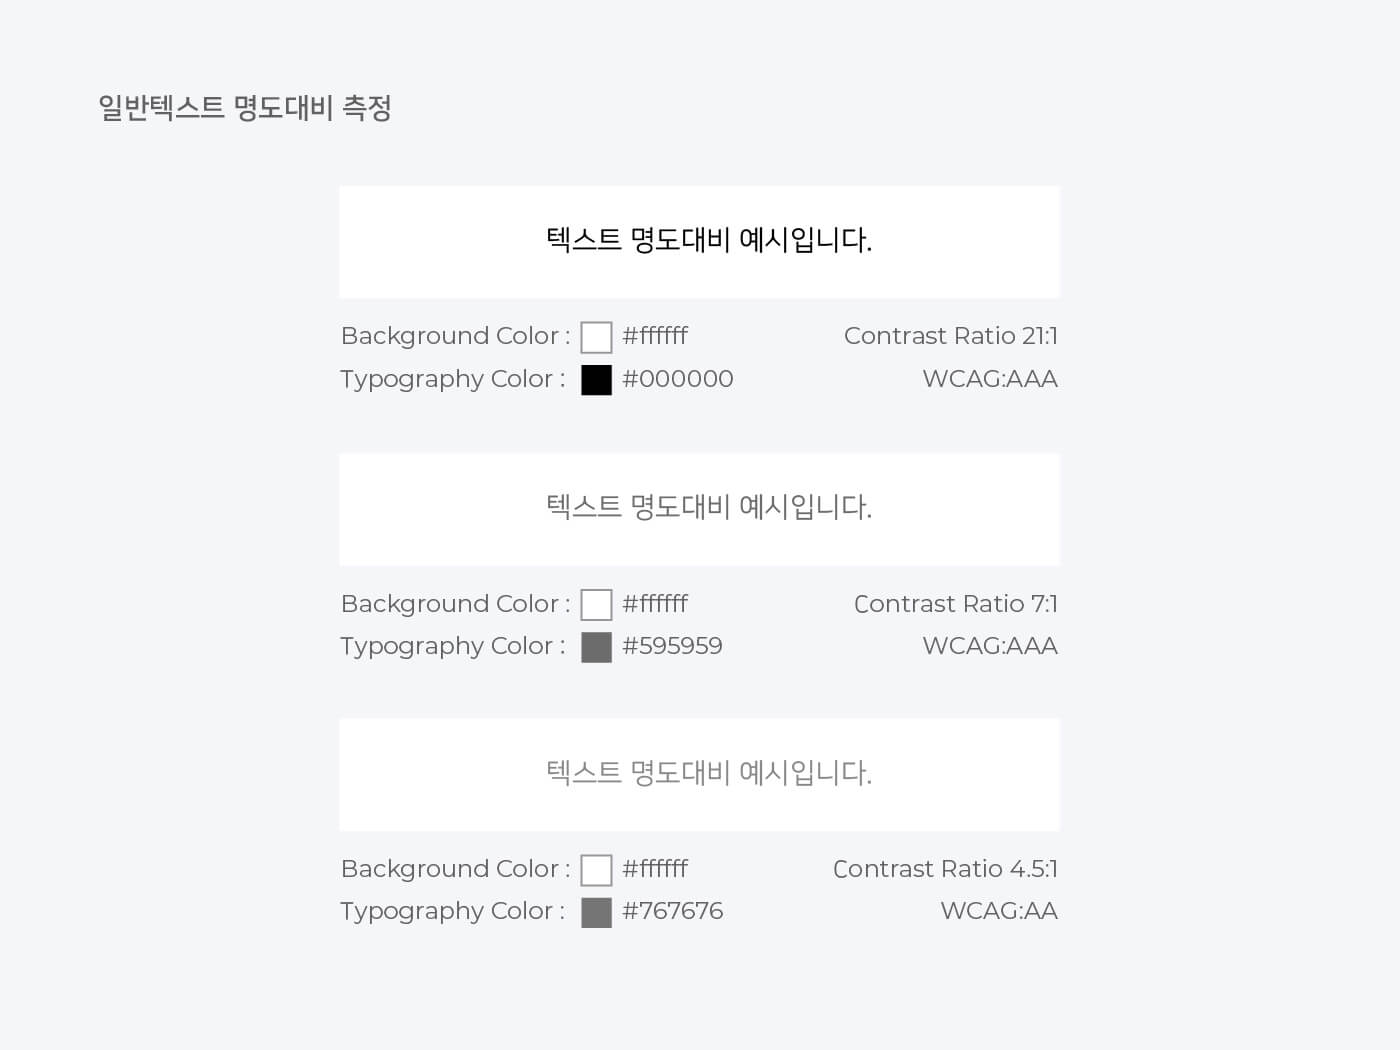 일반텍스트 명도대비 측정
텍스트 명도대비 예시입니다.
Background Color : #ffffff Contrast Ratio 21:1
Typography Color : #000000 WCAG:AAA
텍스트 명도대비 예시입니다.
Background Color : #ffffff Contrast Ratio 7:1
Typography Color : #595959 WCAG:AAA
텍스트 명도대비 예시입니다.
Background Color : #ffffff Contrast Ratio 4.5:1
Typography Color : #767676 WCAG:AA